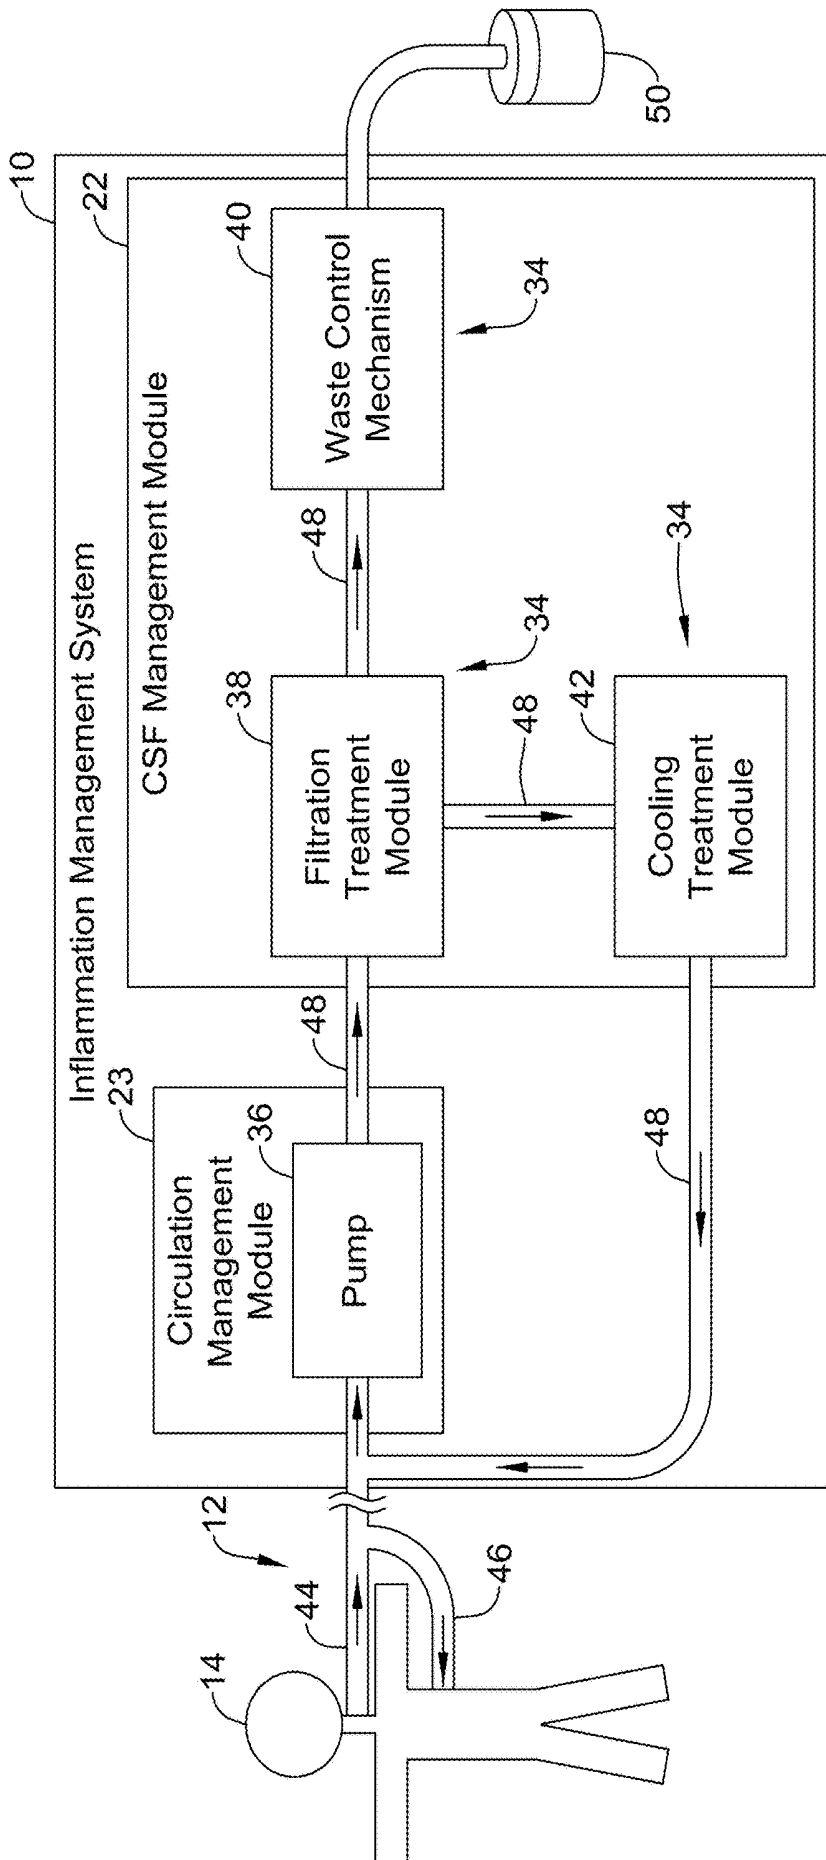 10
Inflammation Management System
22
CSF Management Module
23
Circulation
Management
Module
36
Pump
48
38
Filtration
Treatment
Module
34
48
40
Waste Control
Mechanism
34
50
48
42
Cooling
Treatment
Module
34
48
12
14
44
46